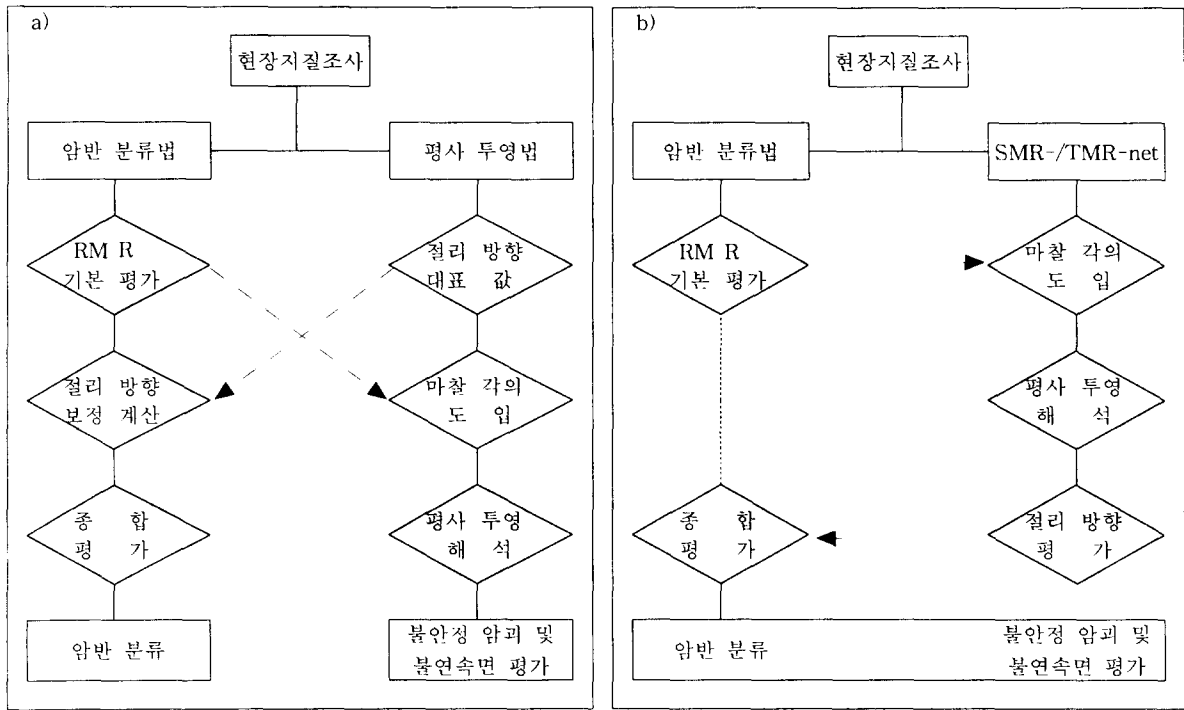 a)
현장지질조사
암반 분류법
평사 투영법
RM R
기본 평가
절리 방향
대표 값
절리 방향
보정 계산
마찰 각의
도 입
종 합
평 가
평사 투영
해 석
암반 분류
불안정 암괴 및
불연속면 평가
b)
현장지질조사
암반 분류법
SMR-/TMR-net
RM R
기본 평가
마찰 각의
도 입
평사 투영
해 석
종 합
평 가
절리 방향
평 가
암반 분류
불안정 암괴 및
불연속면 평가